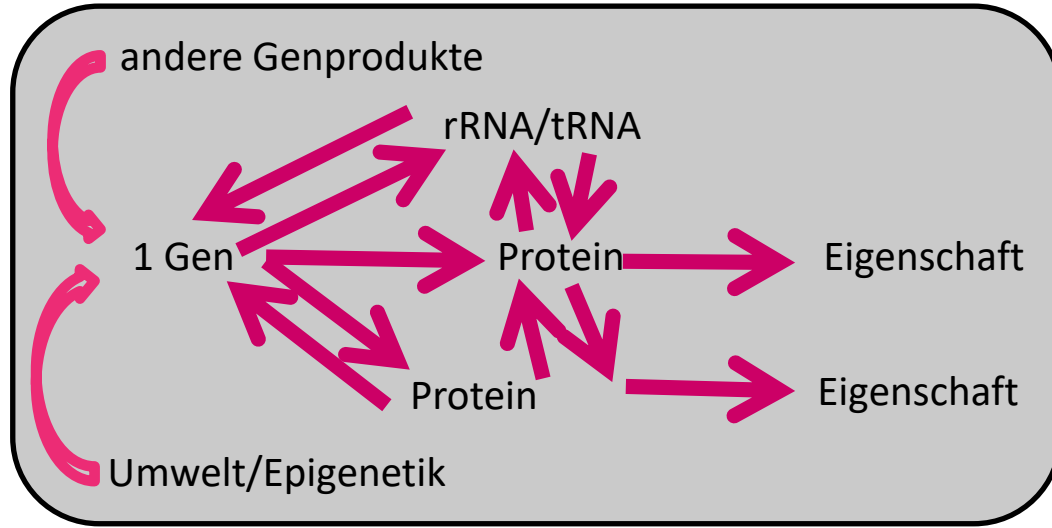 andere Genprodukte
rRNA/tRNA
1 Gen Protein Eigenschaft
Protein Eigenschaft
Umwelt/Epigenetik